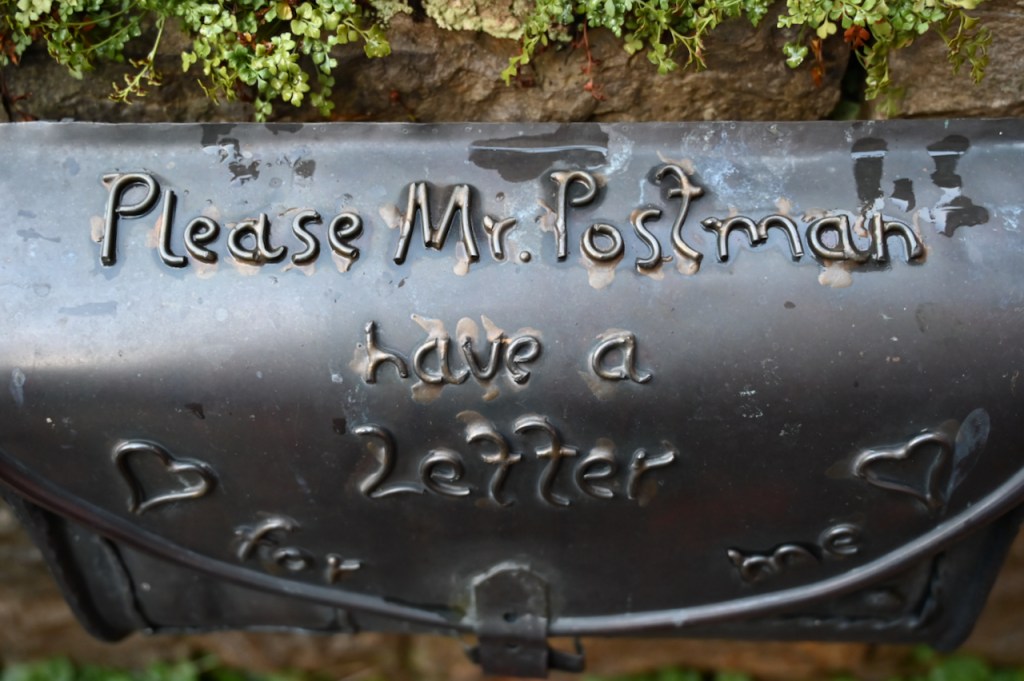 Please Mr. Postman
have a
Letter
for me